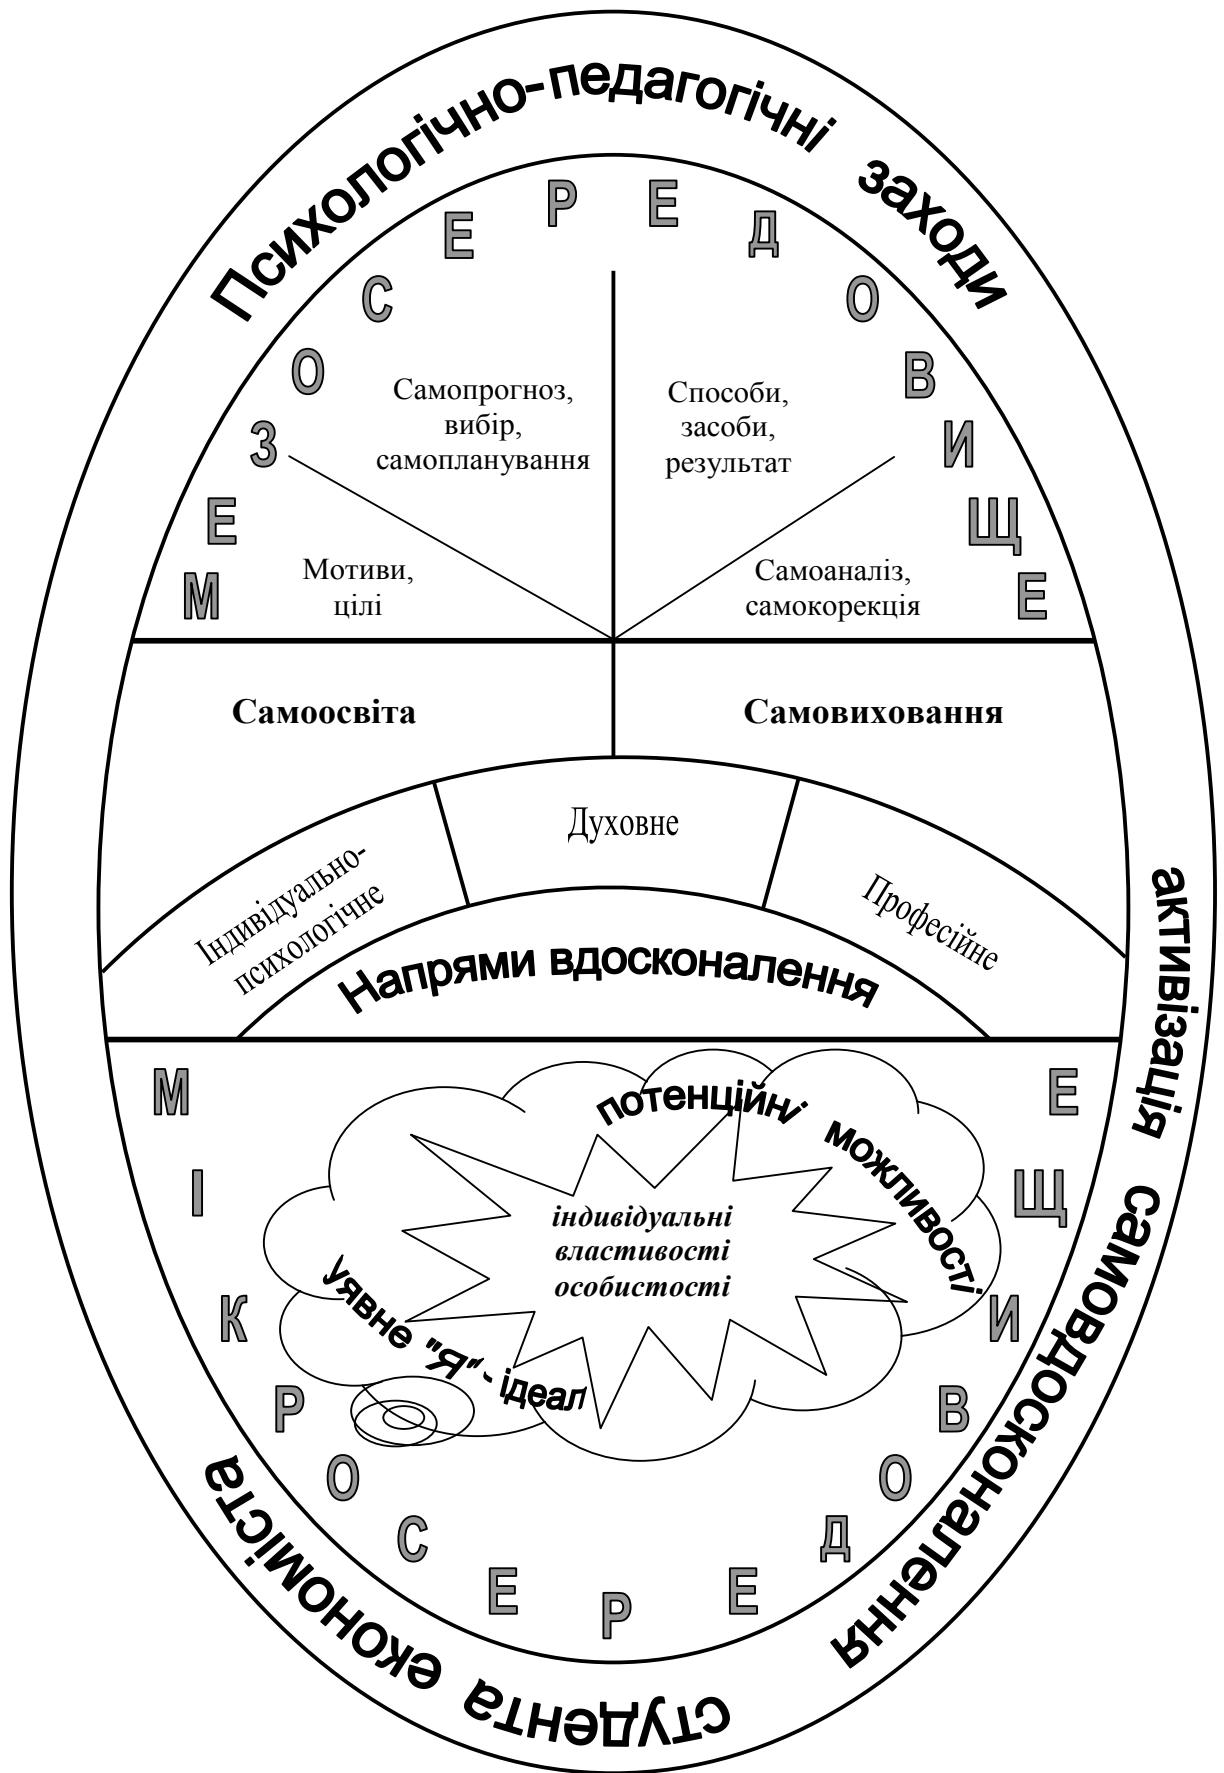 Психологічно-педагогічні заходи
активізація самовдосконалення
студента економіста
МЕЗОСЕРЕДОВИЩЕ
Самопрогноз,
вибір,
самопланування
Способи,
засоби,
результат
Мотиви,
цілі
Самоаналіз,
самокорекція
Самоосвіта
Самовиховання
Індивідуально-
психологічне
Духовне
Професійне
Напрями вдосконалення
МІКРОСЕРЕДОВИЩЕ
потенційні можливості
індивідуальні
властивості
особистості
уявне "Я"- ідеал